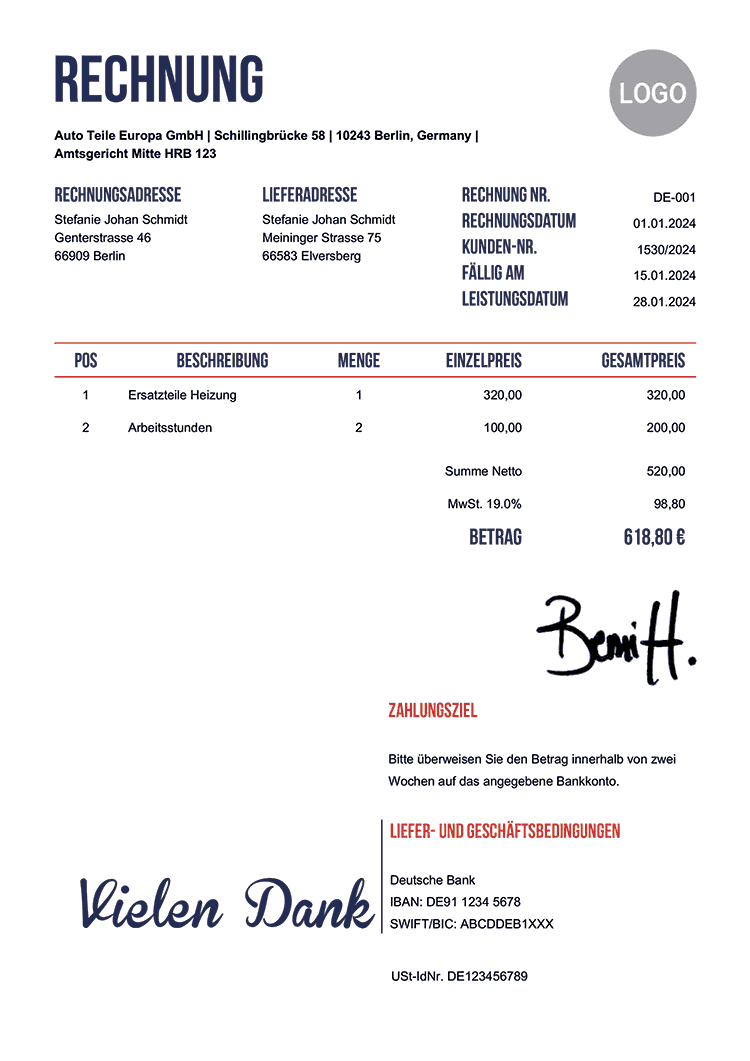 RECHNUNG
LOGO
Auto Teile Europa GmbH | Schillingbrücke 58 | 10243 Berlin, Germany |
Amtsgericht Mitte HRB 123
RECHNUNGSADRESSE
Stefanie Johan Schmidt
Genterstrasse 46
66909 Berlin
LIEFERADRESSE
Stefanie Johan Schmidt
Meininger Strasse 75
66583 Elversberg
RECHNUNG NR. DE-001
RECHNUNGSDATUM 01.01.2024
KUNDEN-NR. 1530/2024
FÄLLIG AM 15.01.2024
LEISTUNGSDATUM 28.01.2024
POS BESCHREIBUNG MENGE EINZELPREIS GESAMTPREIS
1 Ersatzteile Heizung 1 320,00 320,00
2 Arbeitsstunden 2 100,00 200,00
Summe Netto 520,00
MwSt. 19.0% 98,80
BETRAG 618,80 €
ZAHLUNGSZIEL
Bitte überweisen Sie den Betrag innerhalb von zwei
Wochen auf das angegebene Bankkonto.
LIEFER- UND GESCHÄFTSBEDINGUNGEN
Vielen Dank
Deutsche Bank
IBAN: DE91 1234 5678
SWIFT/BIC: ABCDDEB1XXX
USt-IdNr. DE123456789